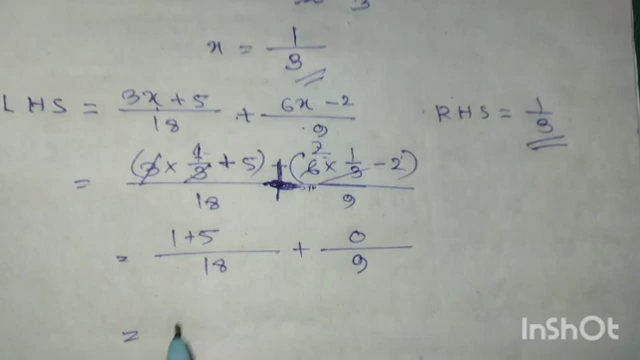 x = 1/3
LHS = (3x+5)/18 + (6x-2)/9
RHS = 1/3
= (3 × 1/3 + 5)/18 + (6 × 1/3 - 2)/9
= (1+5)/18 + 0/9
=
InShOt